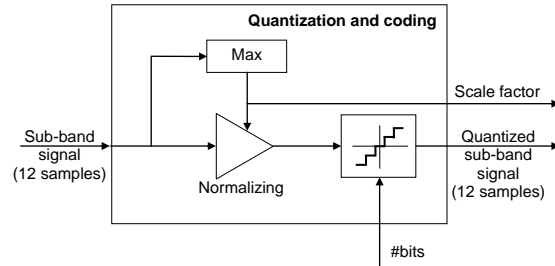 Quantization and coding
Max
Scale factor
Sub-band
signal
(12 samples)
Normalizing
Quantized
sub-band
signal
(12 samples)
#bits